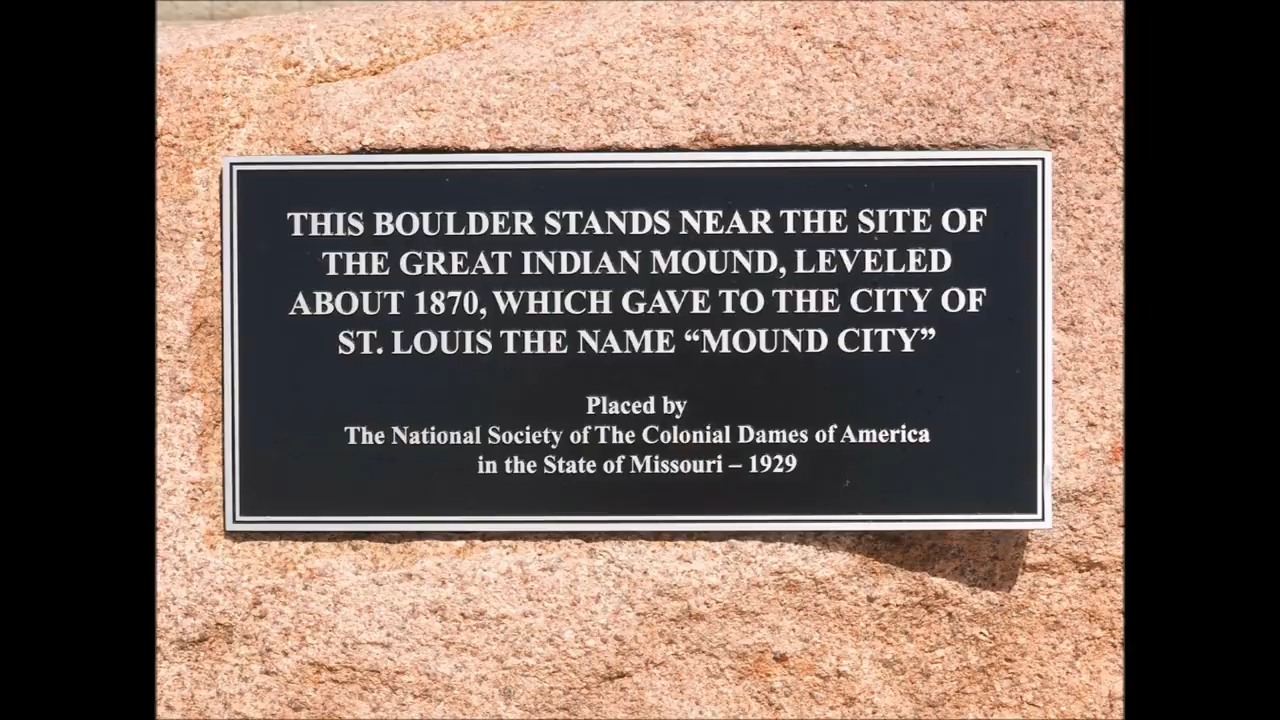 THIS BOULDER STANDS NEAR THE SITE OF
THE GREAT INDIAN MOUND, LEVELED
ABOUT 1870, WHICH GAVE TO THE CITY OF
ST. LOUIS THE NAME “MOUND CITY”
Placed by
The National Society of The Colonial Dames of America
in the State of Missouri – 1929